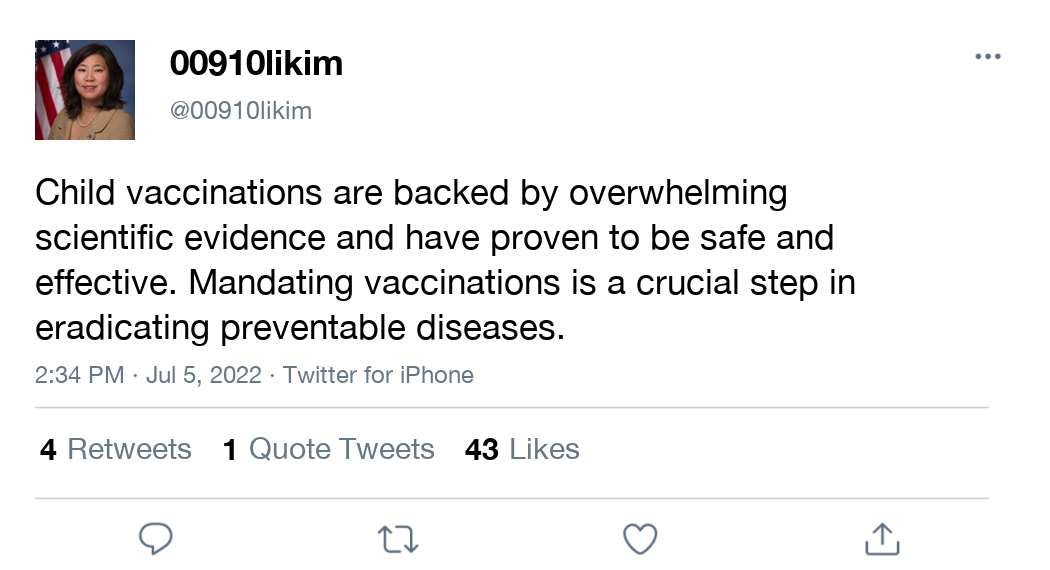 00910likim
@00910likim
Child vaccinations are backed by overwhelming
scientific evidence and have proven to be safe and
effective. Mandating vaccinations is a crucial step in
eradicating preventable diseases.
2:34 PM · Jul 5, 2022 · Twitter for iPhone
4 Retweets 1 Quote Tweets 43 Likes